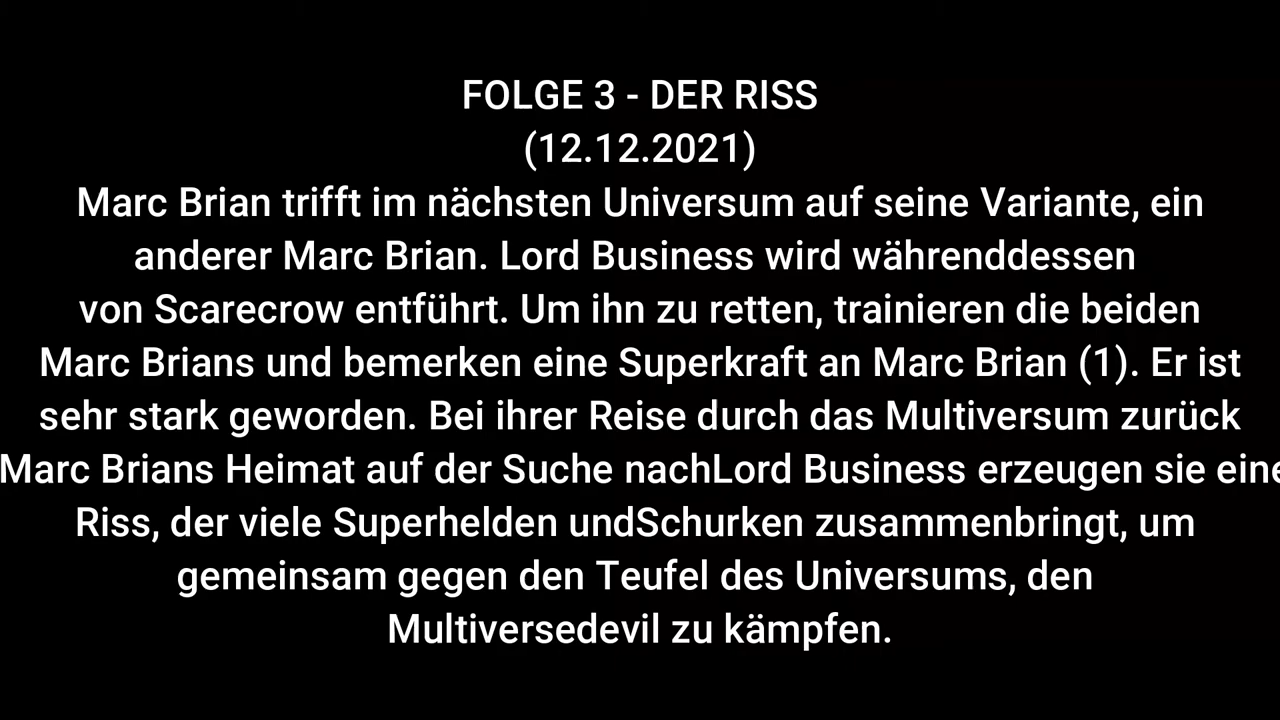 FOLGE 3 - DER RISS
(12.12.2021)
Marc Brian trifft im nächsten Universum auf seine Variante, ein
anderer Marc Brian. Lord Business wird währenddessen
von Scarecrow entführt. Um ihn zu retten, trainieren die beiden
Marc Brians und bemerken eine Superkraft an Marc Brian (1). Er ist
sehr stark geworden. Bei ihrer Reise durch das Multiversum zurück
Marc Brians Heimat auf der Suche nachLord Business erzeugen sie eine
Riss, der viele Superhelden undSchurken zusammenbringt, um
gemeinsam gegen den Teufel des Universums, den
Multiversedevil zu kämpfen.